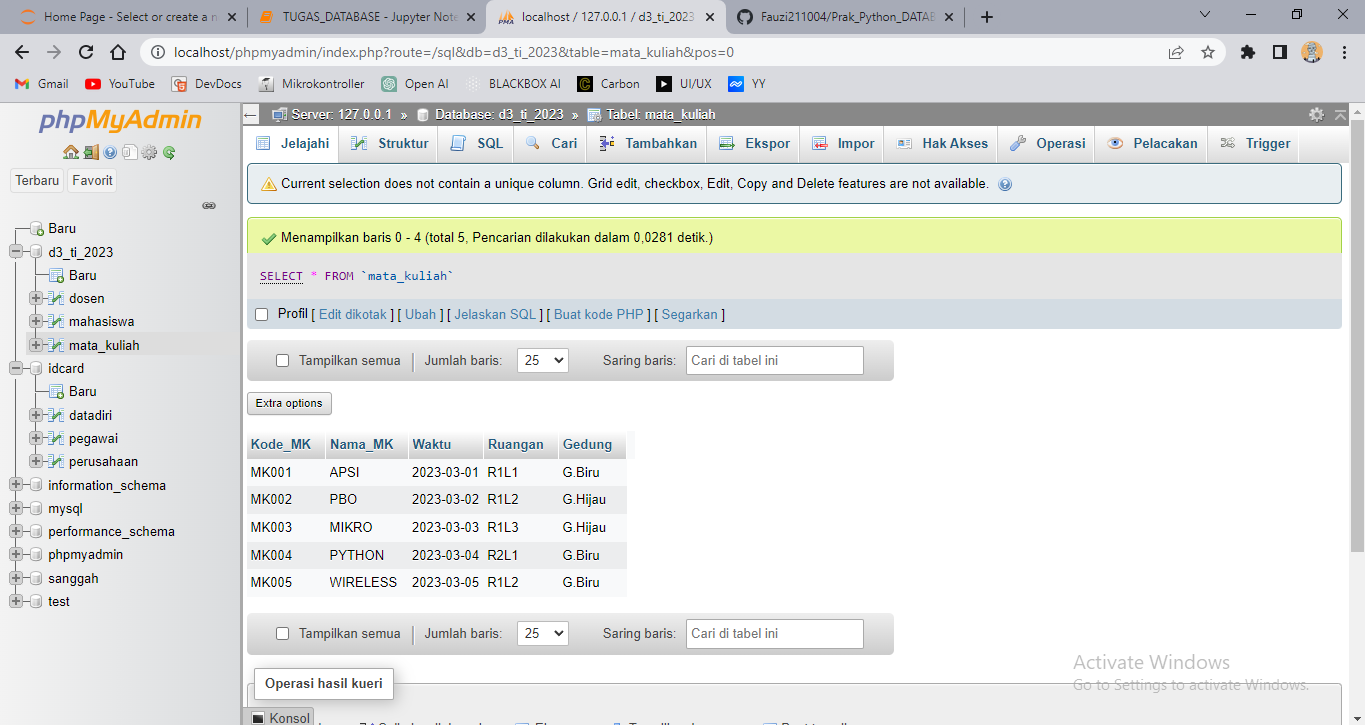 Home Page - Select or create a n
TUGAS_DATABASE - Jupyter Note
localhost / 127.0.0.1 / d3_ti_2023
Fauzi211004/Prak_Python_DATAB
localhost/phpmyadmin/index.php?route=/sql&db=d3_ti_2023&table=mata_kuliah&pos=0
Gmail YouTube DevDocs Mikrokontroller Open AI BLACKBOX AI Carbon UI/UX YY
phpMyAdmin
Terbaru Favorit
Baru
d3_ti_2023
Baru
dosen
mahasiswa
mata_kuliah
idcard
Baru
datadiri
pegawai
perusahaan
information_schema
mysql
performance_schema
phpmyadmin
sanggah
test
Server: 127.0.0.1 » Database: d3_ti_2023 » Tabel: mata_kuliah
Jelajahi Struktur SQL Cari Tambahkan Ekspor Impor Hak Akses Operasi Pelacakan Trigger
Current selection does not contain a unique column. Grid edit, checkbox, Edit, Copy and Delete features are not available.
Menampilkan baris 0 - 4 (total 5, Pencarian dilakukan dalam 0,0281 detik.)
SELECT * FROM `mata_kuliah`
Profil [ Edit dikotak ] [ Ubah ] [ Jelaskan SQL ] [ Buat kode PHP ] [ Segarkan ]
Tampilkan semua | Jumlah baris: 25 Saring baris: Cari di tabel ini
Extra options
Kode_MK Nama_MK Waktu Ruangan Gedung
MK001 APSI 2023-03-01 R1L1 G.Biru
MK002 PBO 2023-03-02 R1L2 G.Hijau
MK003 MIKRO 2023-03-03 R1L3 G.Hijau
MK004 PYTHON 2023-03-04 R2L1 G.Biru
MK005 WIRELESS 2023-03-05 R1L2 G.Biru
Tampilkan semua | Jumlah baris: 25 Saring baris: Cari di tabel ini
Operasi hasil kueri
Konsol
Activate Windows
Go to Settings to activate Windows.